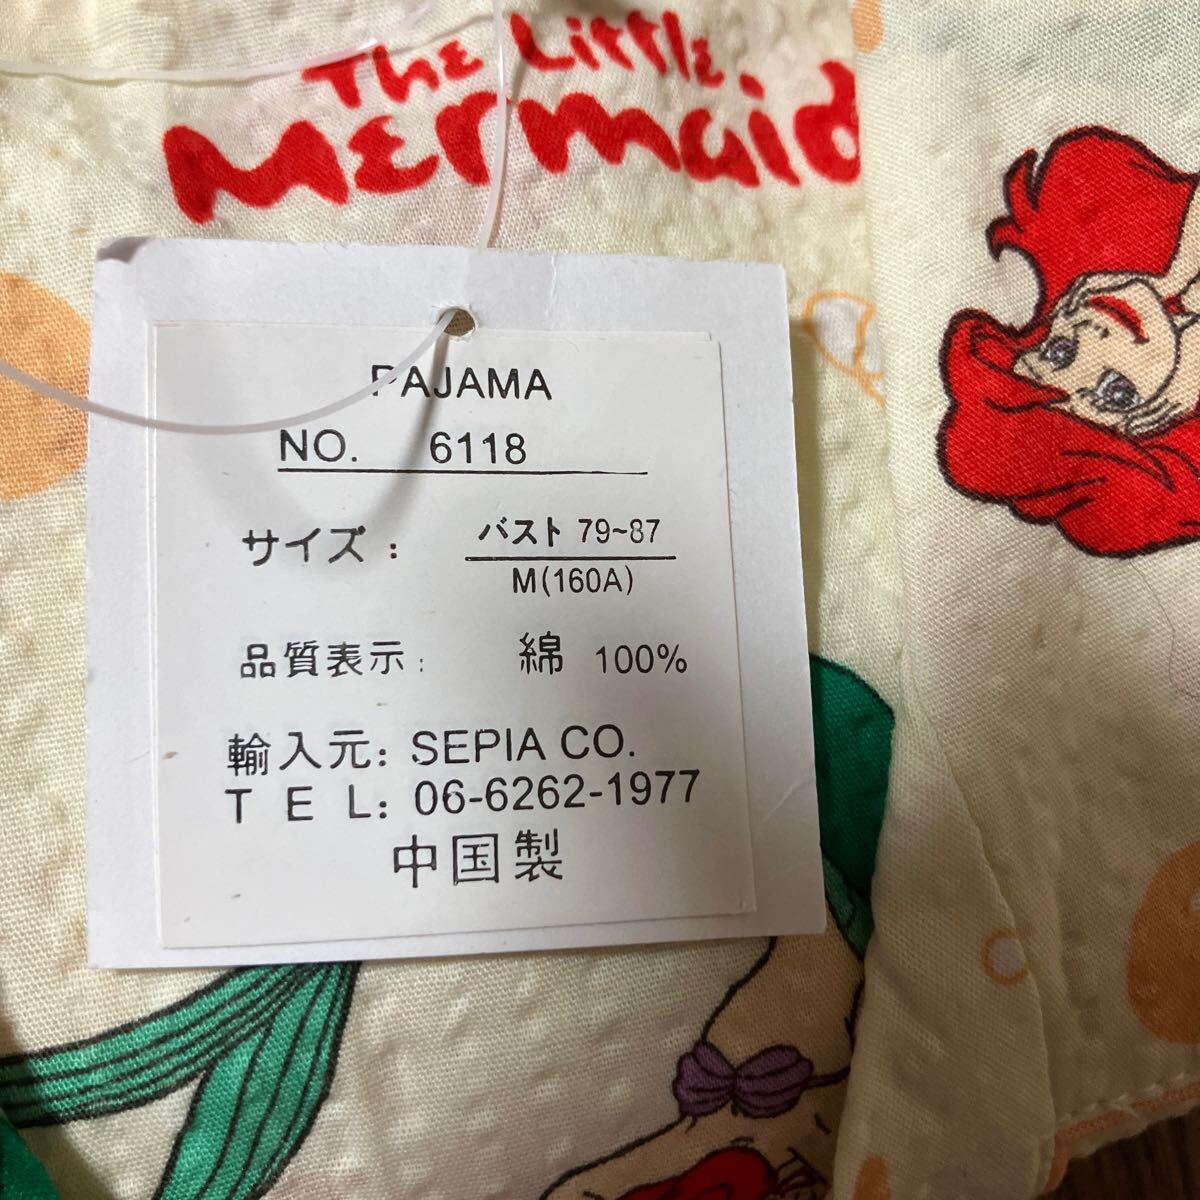 The Little
Mermaid
PAJAMA
NO. 6118
サイズ : バスト 79~87
M(160A)
品質表示: 綿 100%
輸入元: SEPIA CO.
T E L: 06-6262-1977
中国製